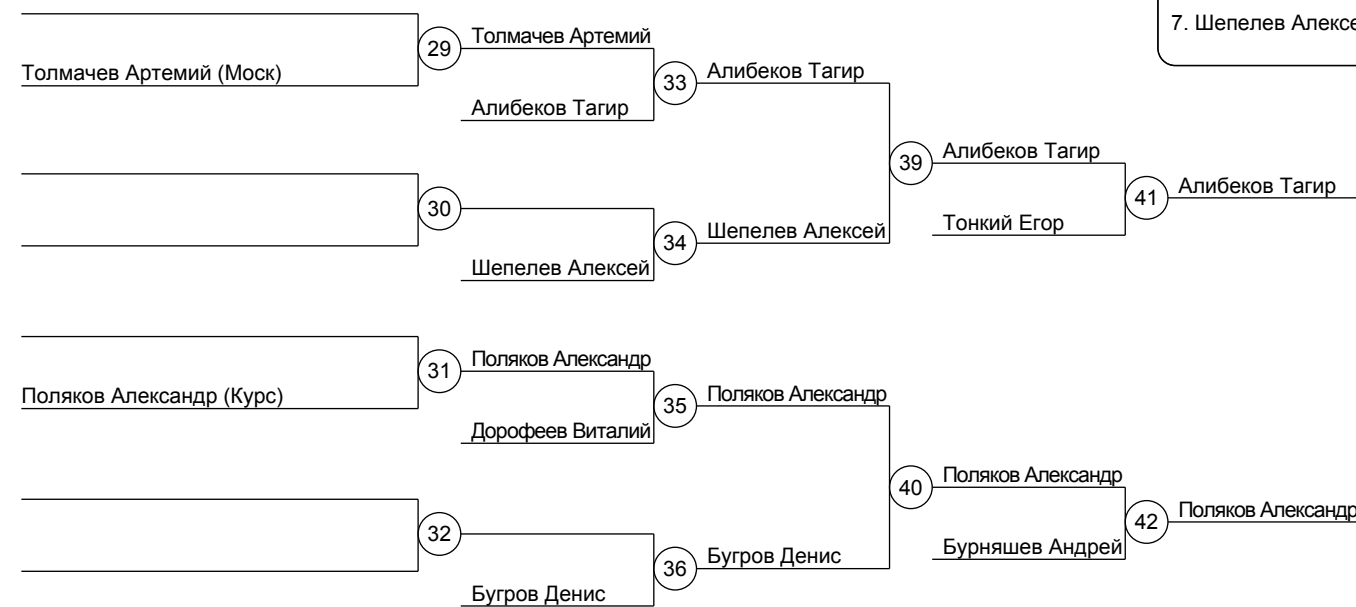 7. Шепелев Алексе
29
Толмачев Артемий
Толмачев Артемий (Моск)
33
Алибеков Тагир
Алибеков Тагир
39
Алибеков Тагир
41
Алибеков Тагир
30
Тонкий Егор
34
Шепелев Алексей
Шепелев Алексей
31
Поляков Александр
Поляков Александр (Курс)
35
Поляков Александр
Дорофеев Виталий
40
Поляков Александр
42
Поляков Александр
32
Бурняшев Андрей
36
Бугров Денис
Бугров Денис